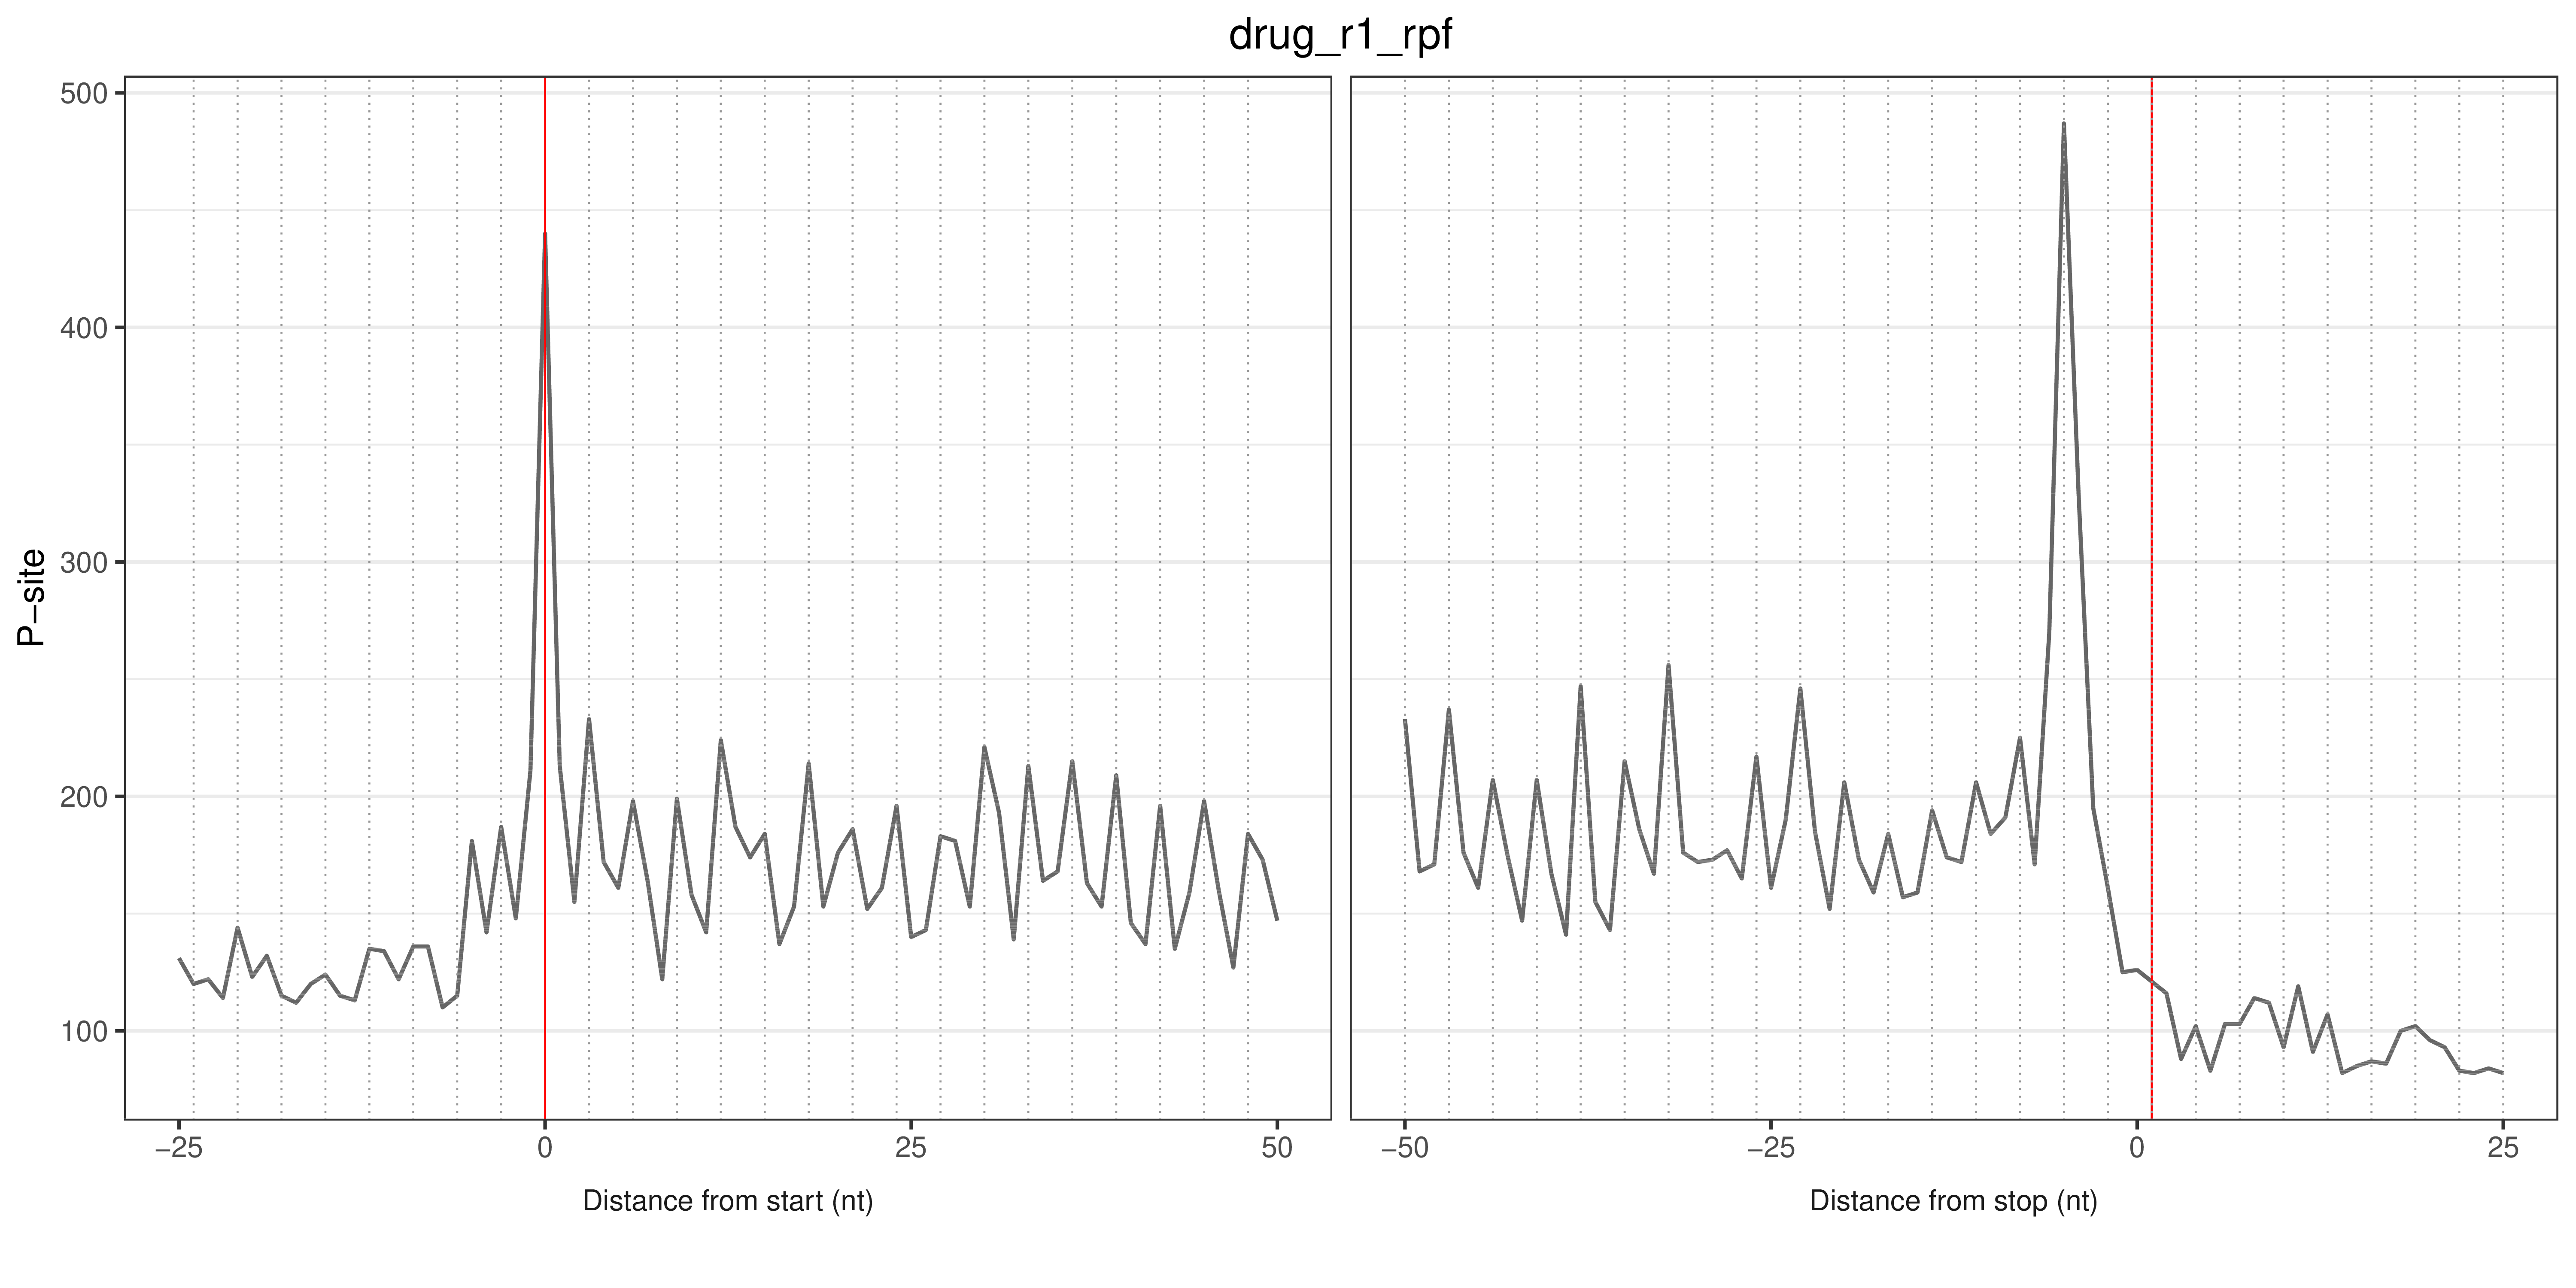 drug_r1_rpf
500
400
300
200
100
P−site
−25 0 25 50
−50 −25 0 25
Distance from start (nt)
Distance from stop (nt)